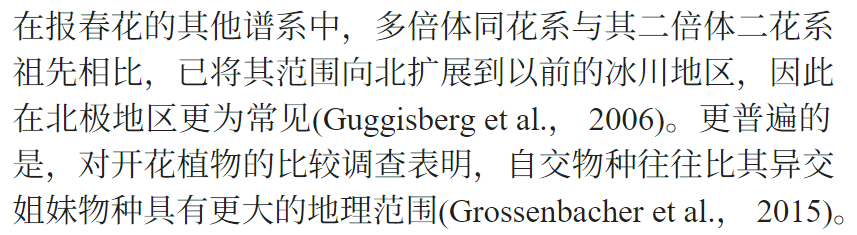 在报春花的其他谱系中，多倍体同花系与其二倍体二花系
祖先相比，已将其范围向北扩展到以前的冰川地区，因此
在北极地区更为常见(Guggisberg et al.， 2006)。更普遍的
是，对开花植物的比较调查表明，自交物种往往比其异交
姐妹物种具有更大的地理范围(Grossenbacher et al.， 2015)。